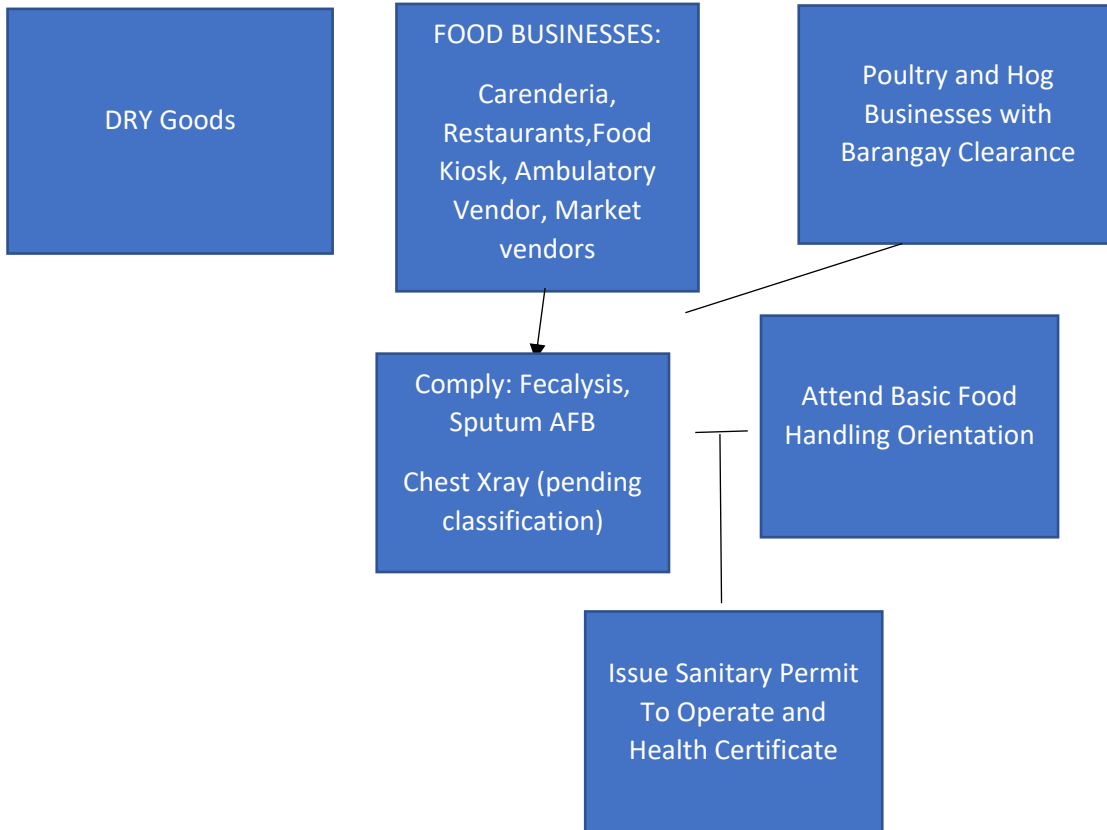 DRY Goods
FOOD BUSINESSES:
Carenderia,
Restaurants,Food
Kiosk, Ambulatory
Vendor, Market
vendors
Poultry and Hog
Businesses with
Barangay Clearance
Comply: Fecalysis,
Sputum AFB
Chest Xray (pending
classification)
Attend Basic Food
Handling Orientation
Issue Sanitary Permit
To Operate and
Health Certificate